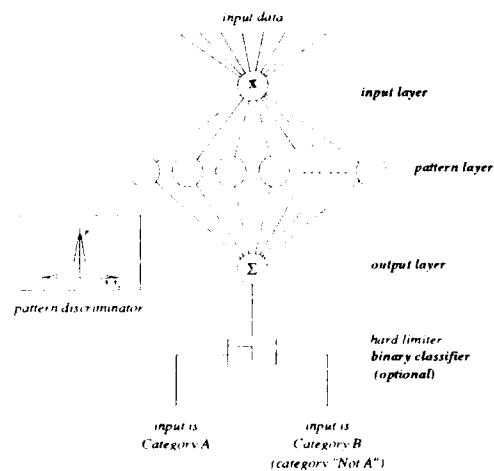 input data
x
input layer
pattern layer
Σ
output layer
r
pattern discriminator
hard limiter
binary classifier
(optional)
input is
Category A
input is
Category B
(category "Not A")